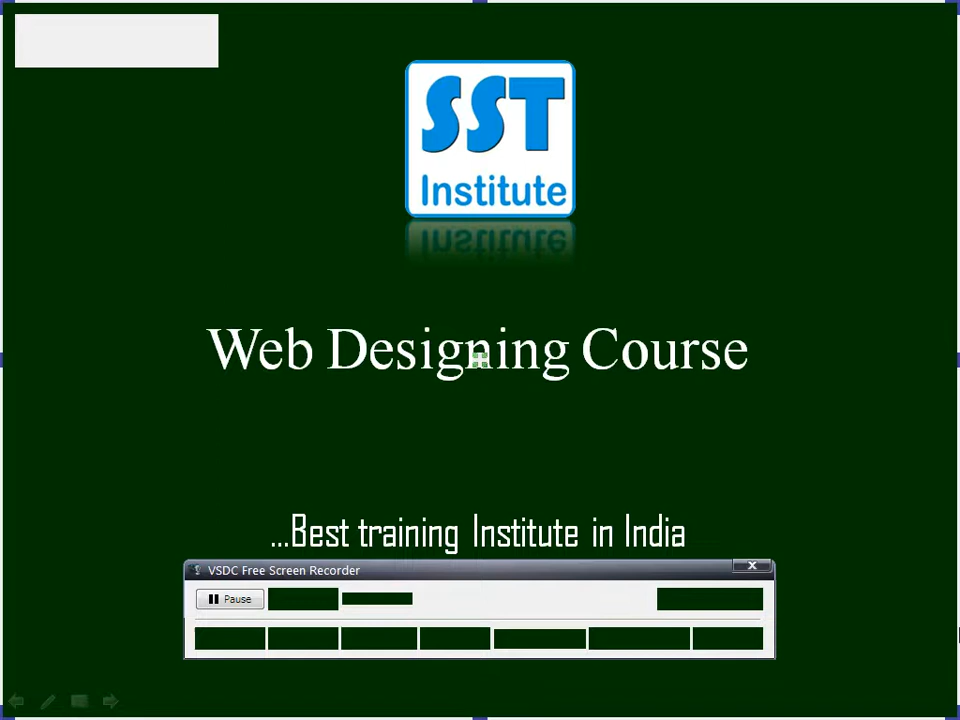 SST
Institute
Web Designing Course
...Best training Institute in India
VSDC Free Screen Recorder
Pause